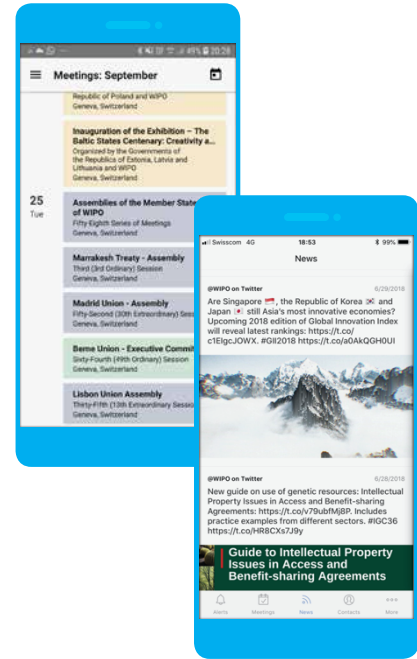 49% 20:28
Meetings: September
Republic of Poland and WIPO
Geneva, Switzerland
Inauguration of the Exhibition – The
Baltic States Centenary: Creativity a...
Organized by the Governments of
the Republics of Estonia, Latvia and
Lithuania and WIPO
Geneva, Switzerland
25
Tue
Assemblies of the Member State
of WIPO
Fifty-Eighth Series of Meetings
Geneva, Switzerland
Marrakesh Treaty - Assembly
Third (3rd Ordinary) Session
Geneva, Switzerland
Madrid Union - Assembly
Fifty-Second (30th Extraordinary) Sess
Geneva, Switzerland
Berne Union - Executive Commit
Sixty-Fourth (49th Ordinary) Session
Geneva, Switzerland
Lisbon Union Assembly
Thirty-Fifth (13th Extraordinary) Sessio
Geneva, Switzerland
Swisscom 4G 18:53 99%
News
@WIPO on Twitter 6/29/2018
Are Singapore 🇸🇬, the Republic of Korea 🇰🇷 and
Japan 🇯🇵 still Asia's most innovative economies?
Upcoming 2018 edition of Global Innovation Index
will reveal latest rankings: https://t.co/
c1ElgcJOWX. #GII2018 https://t.co/a0AkQGH0UI
@WIPO on Twitter 6/28/2018
New guide on use of genetic resources: Intellectual
Property Issues in Access and Benefit-sharing
Agreements: https://t.co/v79ubfMj8P. Includes
practice examples from different sectors. #IGC36
https://t.co/HR8CXs7J9y
Guide to Intellectual Property
Issues in Access and
Benefit-sharing Agreements
Alerts Meetings News Contacts More